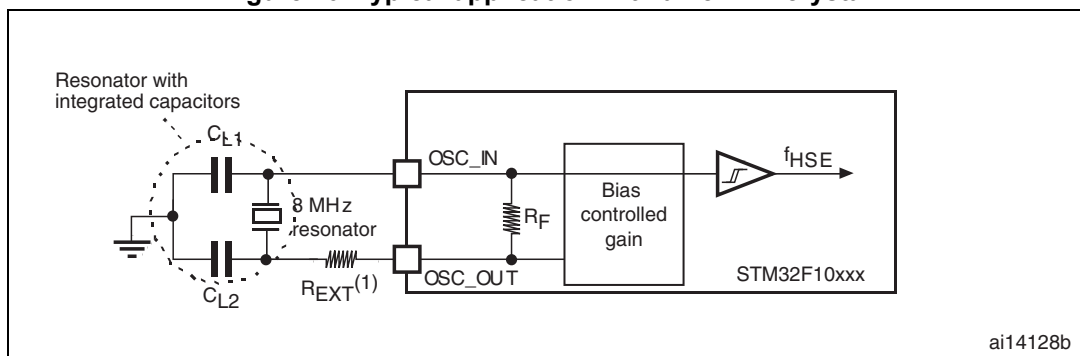 Resonator with
integrated capacitors
CL1
OSC_IN
fHSE
8 MHz
resonator
RF
Bias
controlled
gain
OSC_OUT
STM32F10xxx
REXT(1)
CL2
ai14128b